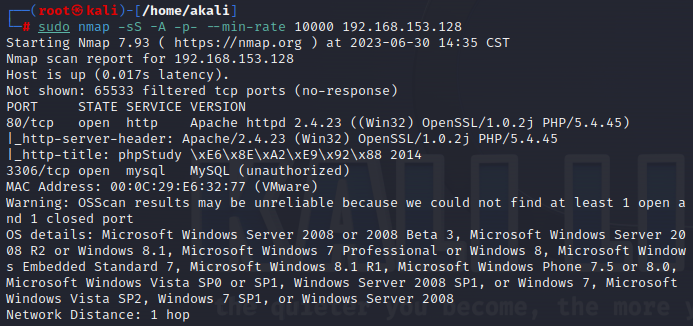 ┌──(root㉿kali)-[/home/akali]
└─# sudo nmap -sS -A -p- --min-rate 10000 192.168.153.128
Starting Nmap 7.93 ( https://nmap.org ) at 2023-06-30 14:35 CST
Nmap scan report for 192.168.153.128
Host is up (0.017s latency).
Not shown: 65533 filtered tcp ports (no-response)
PORT     STATE SERVICE VERSION
80/tcp   open  http    Apache httpd 2.4.23 ((Win32) OpenSSL/1.0.2j PHP/5.4.45)
|_http-server-header: Apache/2.4.23 (Win32) OpenSSL/1.0.2j PHP/5.4.45
|_http-title: phpStudy \xE6\x8E\xA2\xE9\x92\x88 2014
3306/tcp open  mysql   MySQL (unauthorized)
MAC Address: 00:0C:29:E6:32:77 (VMware)
Warning: OSScan results may be unreliable because we could not find at least 1 open a
nd 1 closed port
OS details: Microsoft Windows Server 2008 or 2008 Beta 3, Microsoft Windows Server 20
08 R2 or Windows 8.1, Microsoft Windows 7 Professional or Windows 8, Microsoft Window
s Embedded Standard 7, Microsoft Windows 8.1 R1, Microsoft Windows Phone 7.5 or 8.0,
Microsoft Windows Vista SP0 or SP1, Windows Server 2008 SP1, or Windows 7, Microsoft
Windows Vista SP2, Windows 7 SP1, or Windows Server 2008
Network Distance: 1 hop
the quieter you become, the more